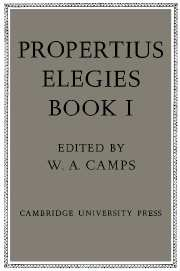 PROPERTIUS
ELEGIES
BOOK I
EDITED BY
W. A. CAMPS
CAMBRIDGE UNIVERSITY PRESS